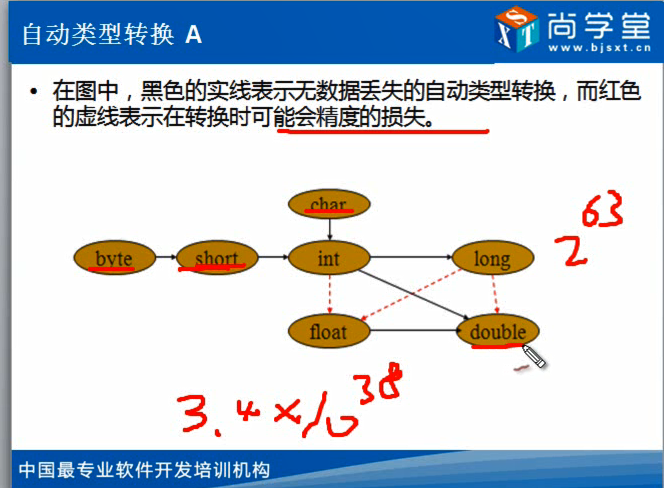 自动类型转换 A
尚学堂
www.bjsxt.cn
• 在图中，黑色的实线表示无数据丢失的自动类型转换，而红色
的虚线表示在转换时可能会精度的损失。
char
2^63
byte short int long
float double
3.4×10^38
中国最专业软件开发培训机构